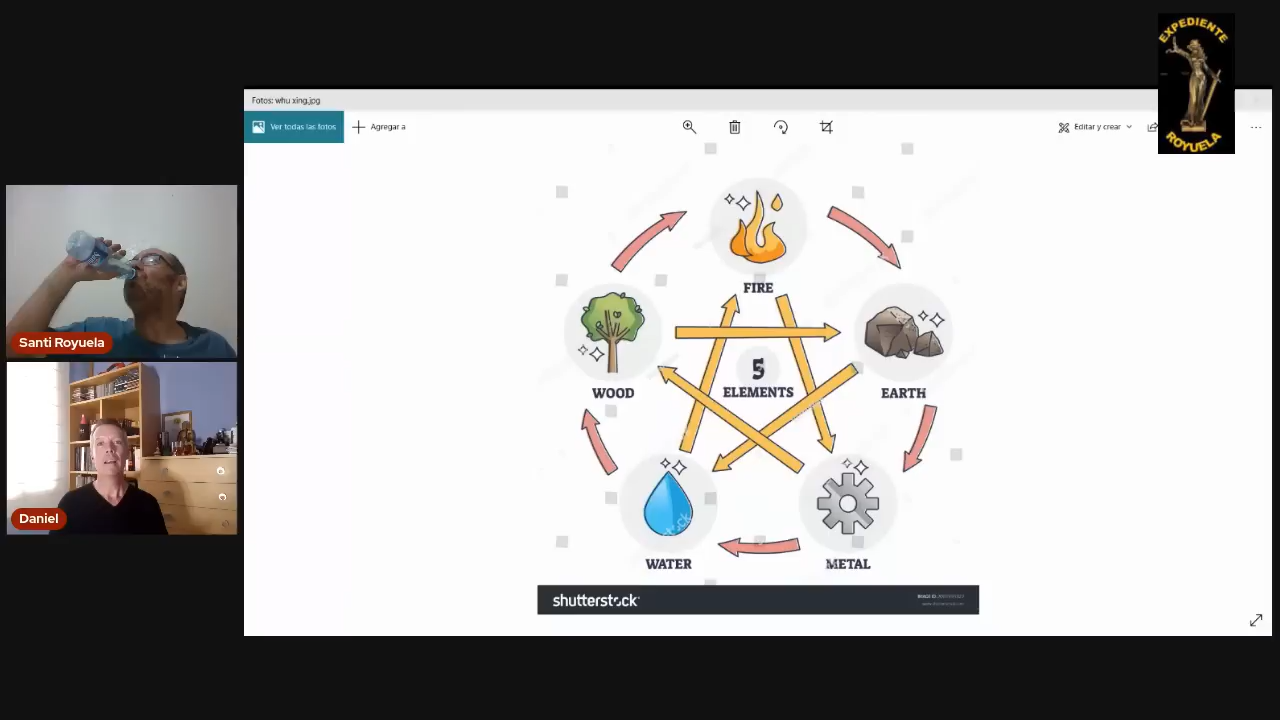 EXPEDIENTE
ROYUELA
Fotos: whu xing.jpg
Ver todas las fotos
Agregar a
Editar y crear
FIRE
WOOD
EARTH
5
ELEMENTS
WATER
METAL
shutterstock
Santi Royuela
Daniel